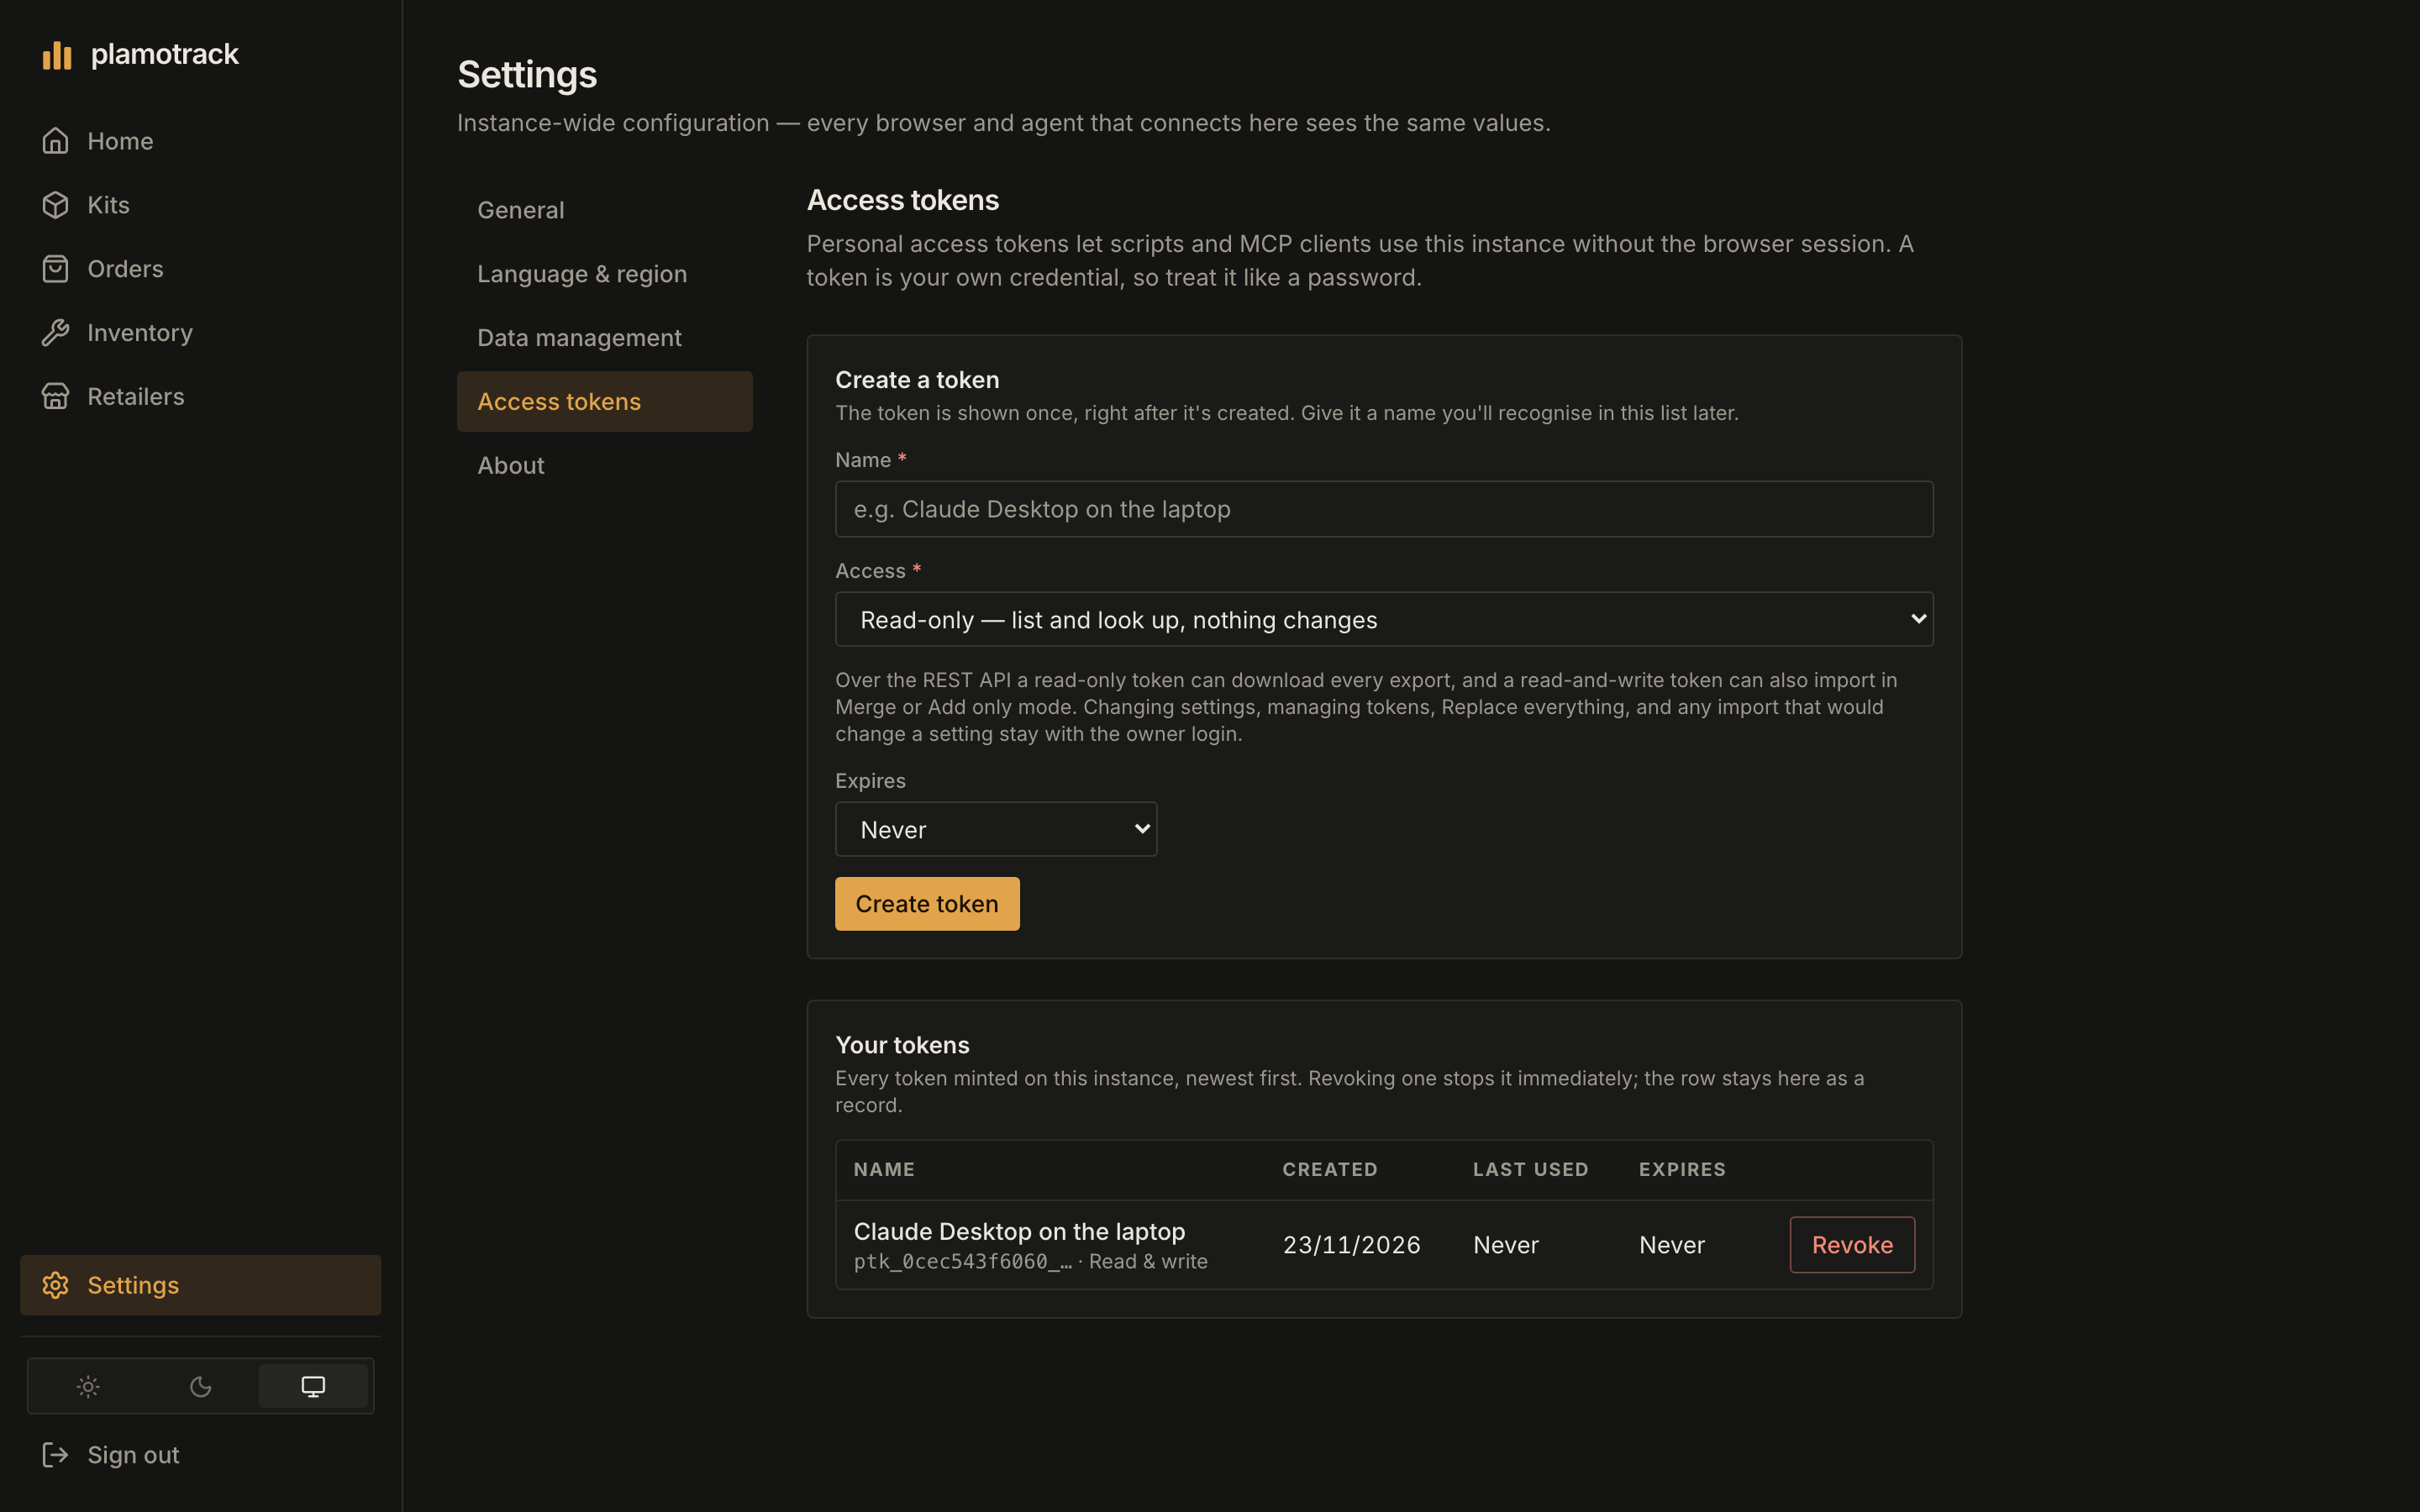 plamotrack
Home
Kits
Orders
Inventory
Retailers
Settings
Sign out
Settings
Instance-wide configuration — every browser and agent that connects here sees the same values.
General
Language & region
Data management
Access tokens
About
Access tokens
Personal access tokens let scripts and MCP clients use this instance without the browser session. A
token is your own credential, so treat it like a password.
Create a token
The token is shown once, right after it's created. Give it a name you'll recognise in this list later.
Name *
e.g. Claude Desktop on the laptop
Access *
Read-only — list and look up, nothing changes
Over the REST API a read-only token can download every export, and a read-and-write token can also import in
Merge or Add only mode. Changing settings, managing tokens, Replace everything, and any import that would
change a setting stay with the owner login.
Expires
Never
Create token
Your tokens
Every token minted on this instance, newest first. Revoking one stops it immediately; the row stays here as a
record.
NAME CREATED LAST USED EXPIRES
Claude Desktop on the laptop 23/11/2026 Never Never Revoke
ptk_0cec543f6060_… · Read & write